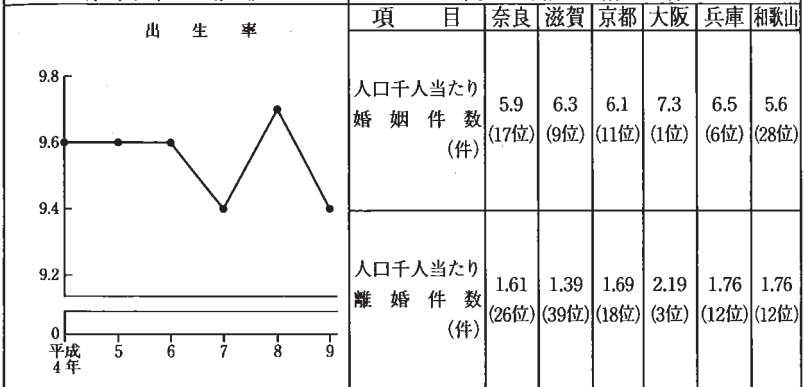 出生率
9.8
9.6
9.4
9.2
0
平成4年 5 6 7 8 9
項目 奈良 滋賀 京都 大阪 兵庫 和歌山
人口千人当たり婚姻件数(件) 5.9 6.3 6.1 7.3 6.5 5.6
(17位) (9位) (11位) (1位) (6位) (28位)
人口千人当たり離婚件数(件) 1.61 1.39 1.69 2.19 1.76 1.76
(26位) (39位) (18位) (3位) (12位) (12位)